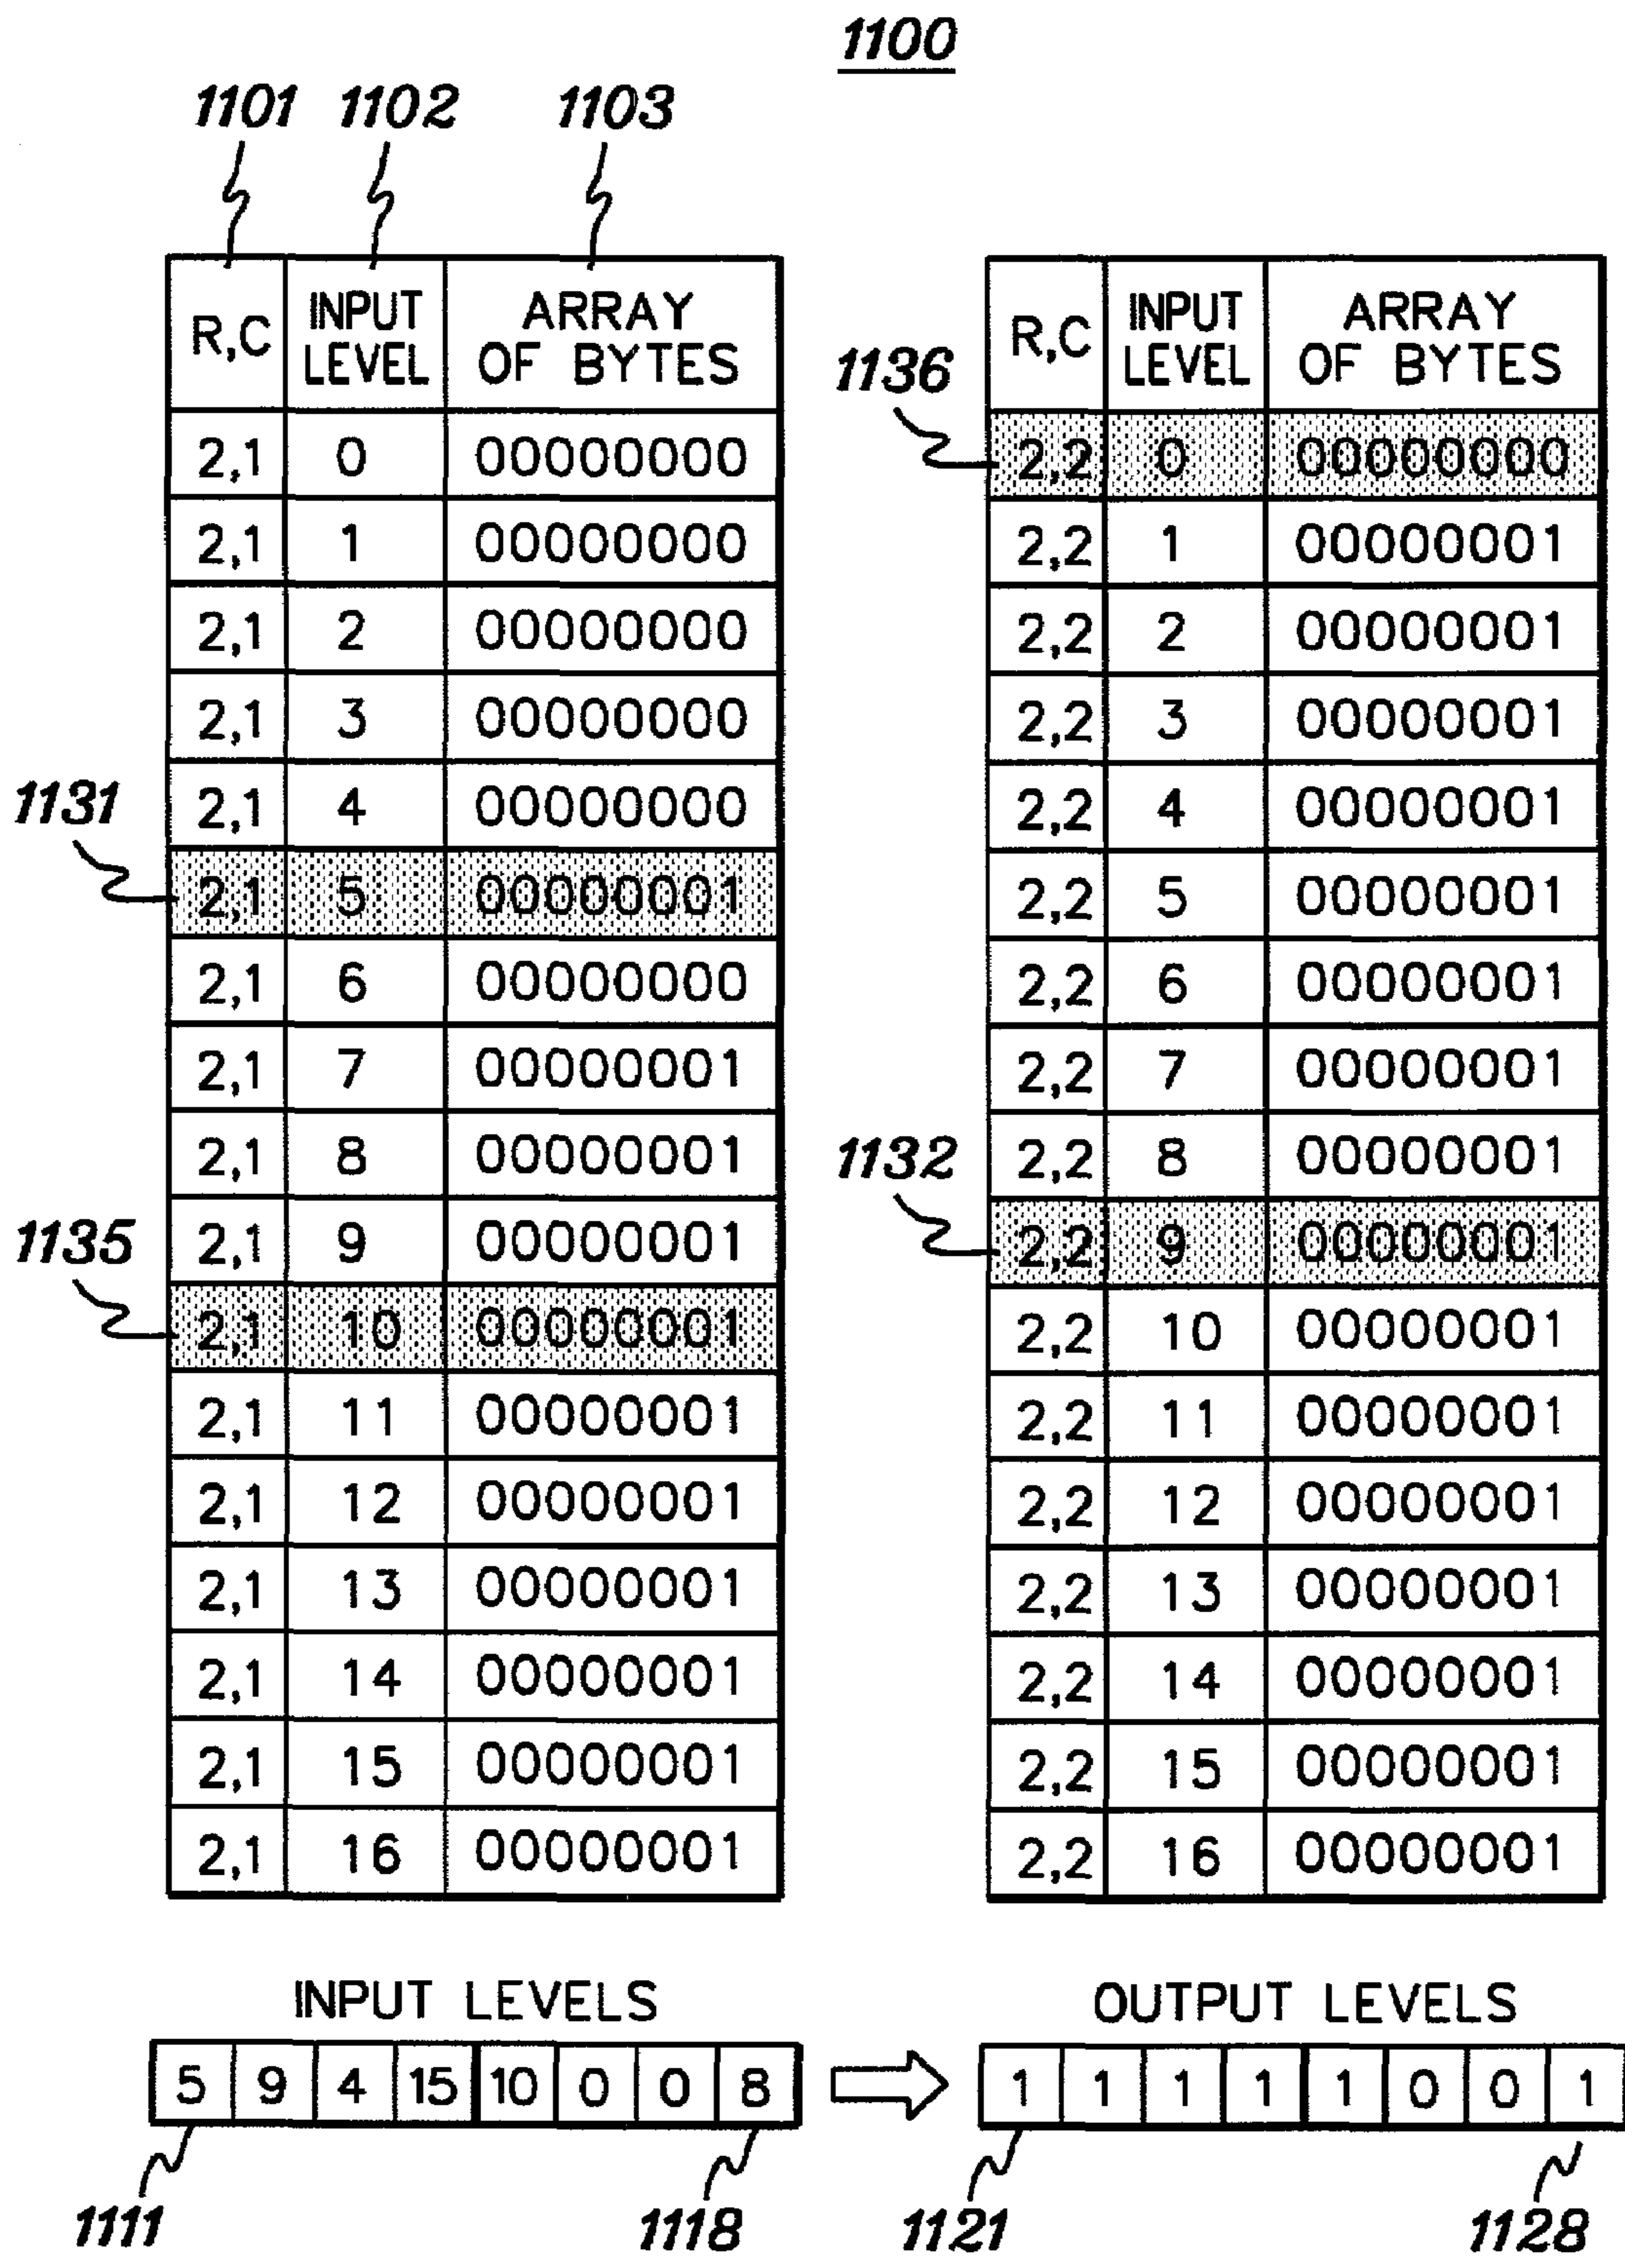 1100
1101 1102 1103
R,C INPUT LEVEL ARRAY OF BYTES
2,1 0 00000000
2,1 1 00000000
2,1 2 00000000
2,1 3 00000000
2,1 4 00000000
1131
2,1 5 00000001
2,1 6 00000000
2,1 7 00000001
2,1 8 00000001
2,1 9 00000001
1135
2,1 10 00000001
2,1 11 00000001
2,1 12 00000001
2,1 13 00000001
2,1 14 00000001
2,1 15 00000001
2,1 16 00000001
R,C INPUT LEVEL ARRAY OF BYTES
1136
2,2 0 00000000
2,2 1 00000001
2,2 2 00000001
2,2 3 00000001
2,2 4 00000001
2,2 5 00000001
2,2 6 00000001
2,2 7 00000001
2,2 8 00000001
1132
2,2 9 00000001
2,2 10 00000001
2,2 11 00000001
2,2 12 00000001
2,2 13 00000001
2,2 14 00000001
2,2 15 00000001
2,2 16 00000001
INPUT LEVELS
5 9 4 15 10 0 0 8
1111 1118
OUTPUT LEVELS
1 1 1 1 1 0 0 1
1121 1128